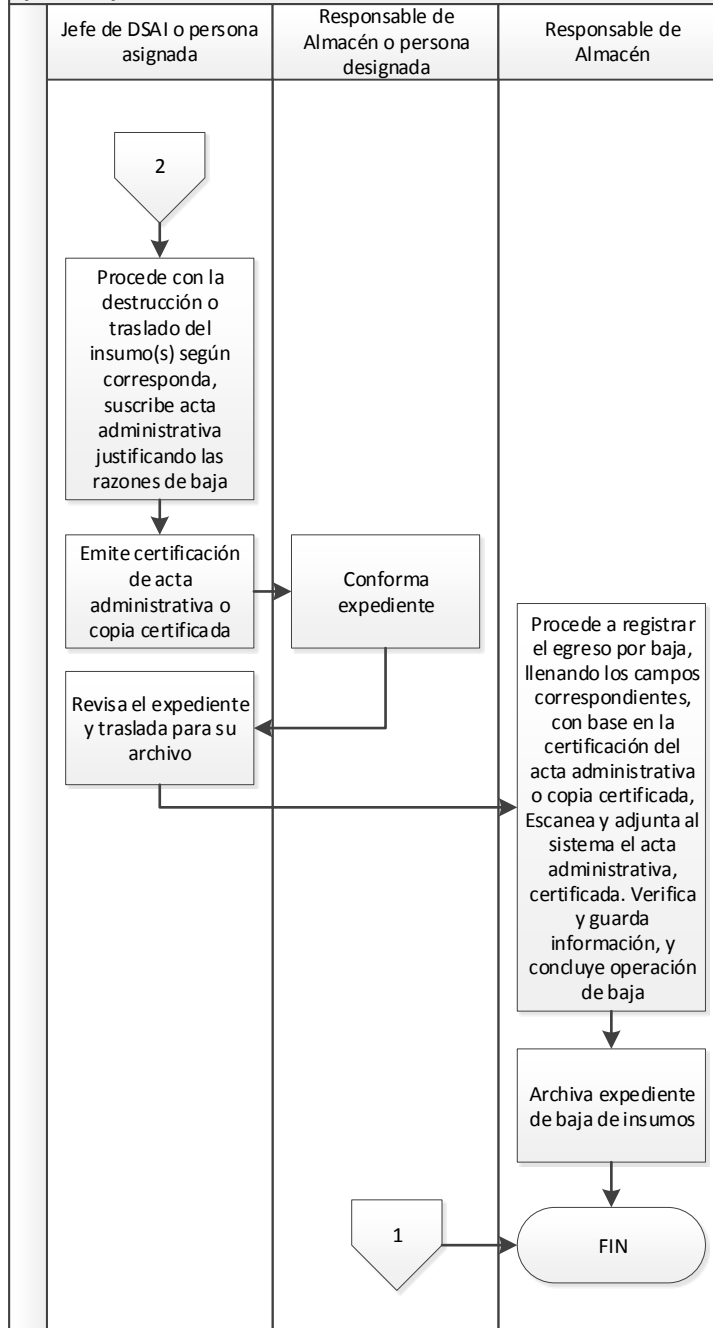 Jefe de DSAI o persona
asignada
Responsable de
Almacén o persona
designada
Responsable de
Almacén
2
Procede con la
destrucción o
traslado del
insumo(s) según
corresponda,
suscribe acta
administrativa
justificando las
razones de baja
Emite certificación
de acta
administrativa o
copia certificada
Conforma
expediente
Revisa el expediente
y traslada para su
archivo
Procede a registrar
el egreso por baja,
llenando los campos
correspondientes,
con base en la
certificación del
acta administrativa
o copia certificada,
Escanea y adjunta al
sistema el acta
administrativa,
certificada. Verifica
y guarda
información, y
concluye operación
de baja
Archiva expediente
de baja de insumos
1
FIN